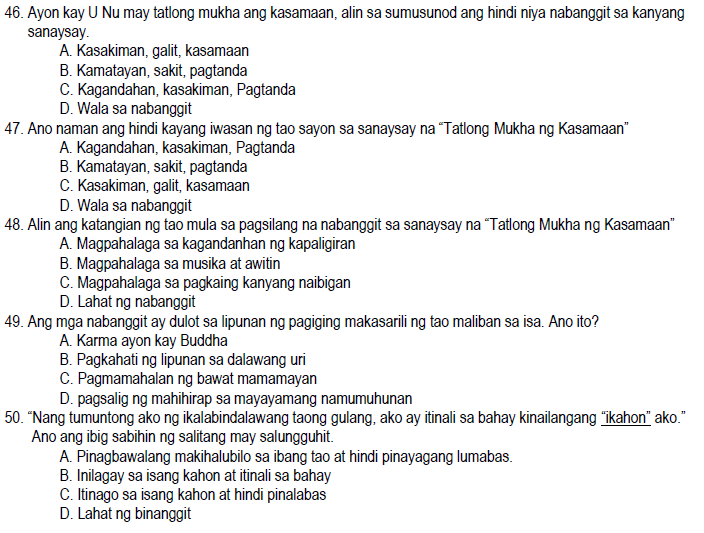 46. Ayon kay U Nu may tatlong mukha ang kasamaan, alin sa sumusunod ang hindi niya nabanggit sa kanyang
sanaysay.
A. Kasakiman, galit, kasamaan
B. Kamatayan, sakit, pagtanda
C. Kagandahan, kasakiman, Pagtanda
D. Wala sa nabanggit
47. Ano naman ang hindi kayang iwasan ng tao sayon sa sanaysay na “Tatlong Mukha ng Kasamaan”
A. Kagandahan, kasakiman, Pagtanda
B. Kamatayan, sakit, pagtanda
C. Kasakiman, galit, kasamaan
D. Wala sa nabanggit
48. Alin ang katangian ng tao mula sa pagsilang na nabanggit sa sanaysay na “Tatlong Mukha ng Kasamaan”
A. Magpahalaga sa kagandanhan ng kapaligiran
B. Magpahalaga sa musika at awitin
C. Magpahalaga sa pagkaing kanyang naibigan
D. Lahat ng nabanggit
49. Ang mga nabanggit ay dulot sa lipunan ng pagiging makasarili ng tao maliban sa isa. Ano ito?
A. Karma ayon kay Buddha
B. Pagkahati ng lipunan sa dalawang uri
C. Pagmamahalan ng bawat mamamayan
D. pagsalig ng mahihirap sa mayayamang namumuhunan
50. “Nang tumuntong ako ng ikalabindalawang taong gulang, ako ay itinali sa bahay kinailangang “ikahon” ako.”
Ano ang ibig sabihin ng salitang may salungguhit.
A. Pinagbawalang makihalubilo sa ibang tao at hindi pinayagang lumabas.
B. Inilagay sa isang kahon at itinali sa bahay
C. Itinago sa isang kahon at hindi pinalabas
D. Lahat ng binanggit